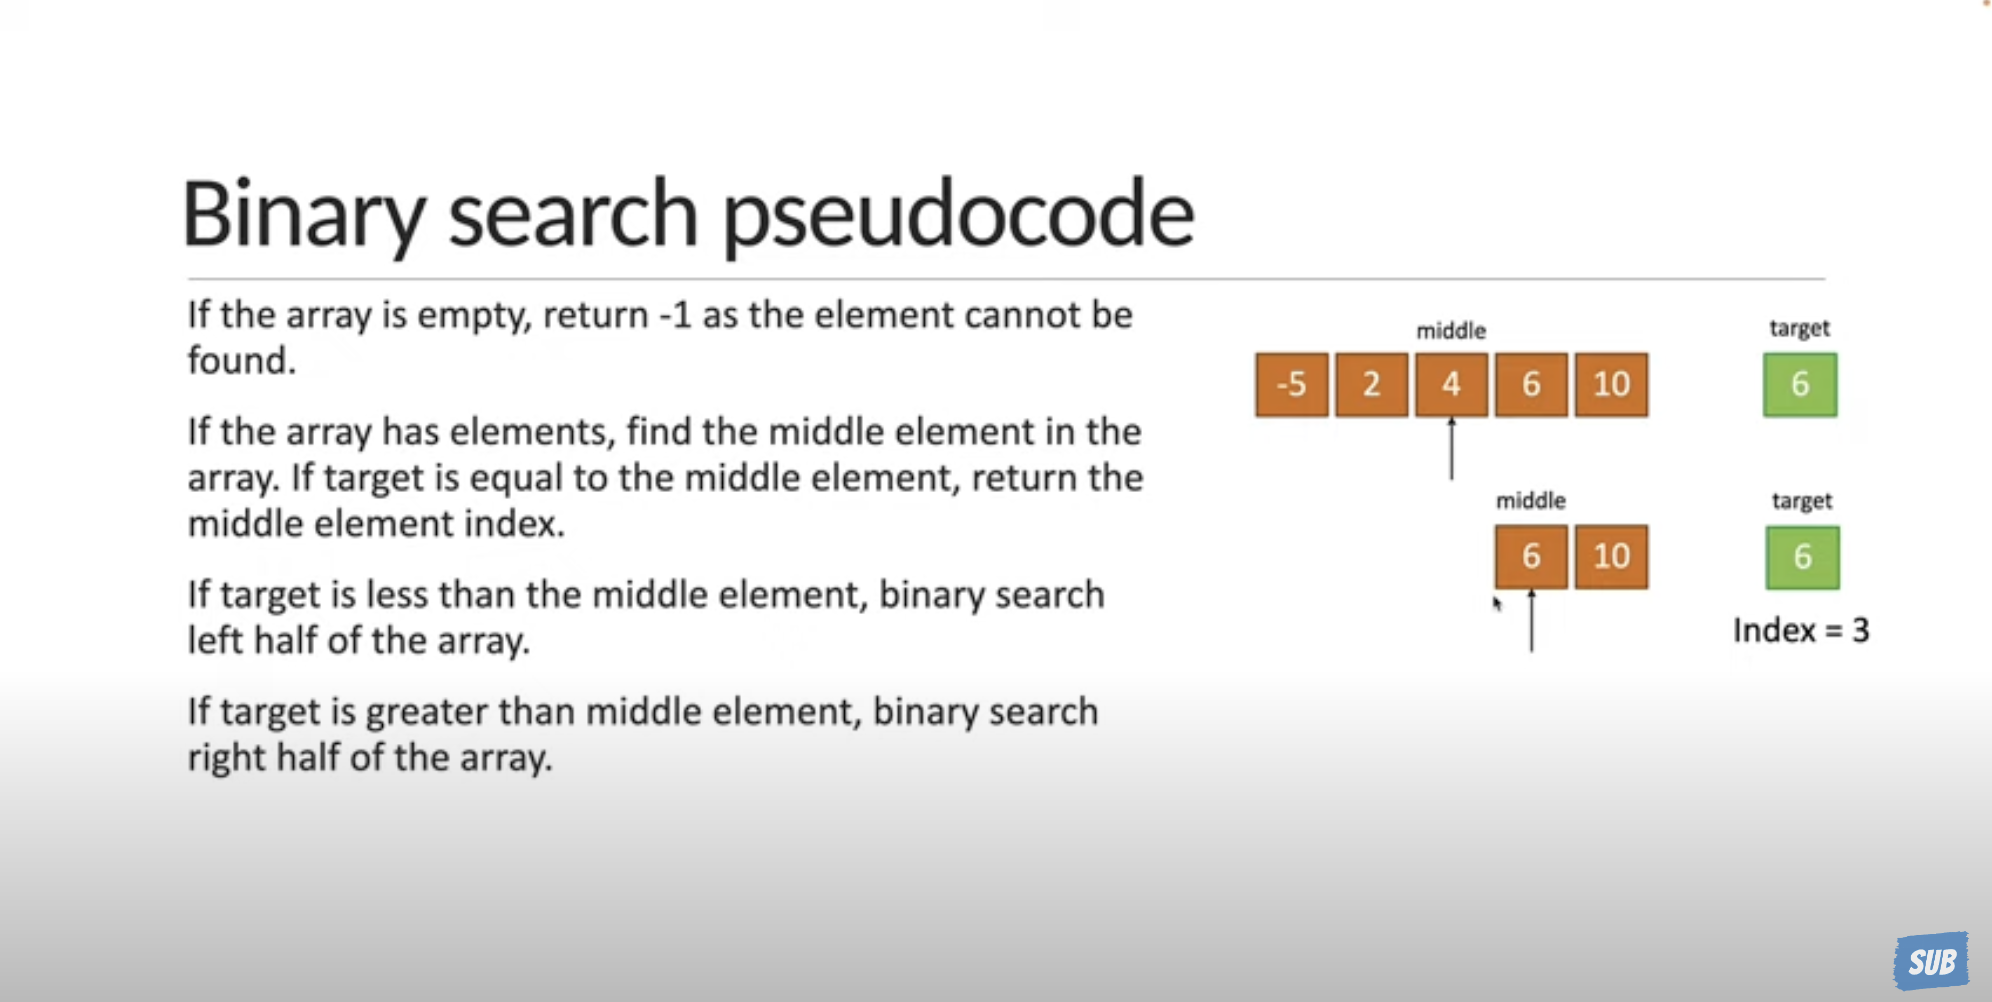 Binary search pseudocode
If the array is empty, return -1 as the element cannot be
found.
If the array has elements, find the middle element in the
array. If target is equal to the middle element, return the
middle element index.
If target is less than the middle element, binary search
left half of the array.
If target is greater than middle element, binary search
right half of the array.
middle target
-5 2 4 6 10 6
middle target
6 10 6
Index = 3
SUB